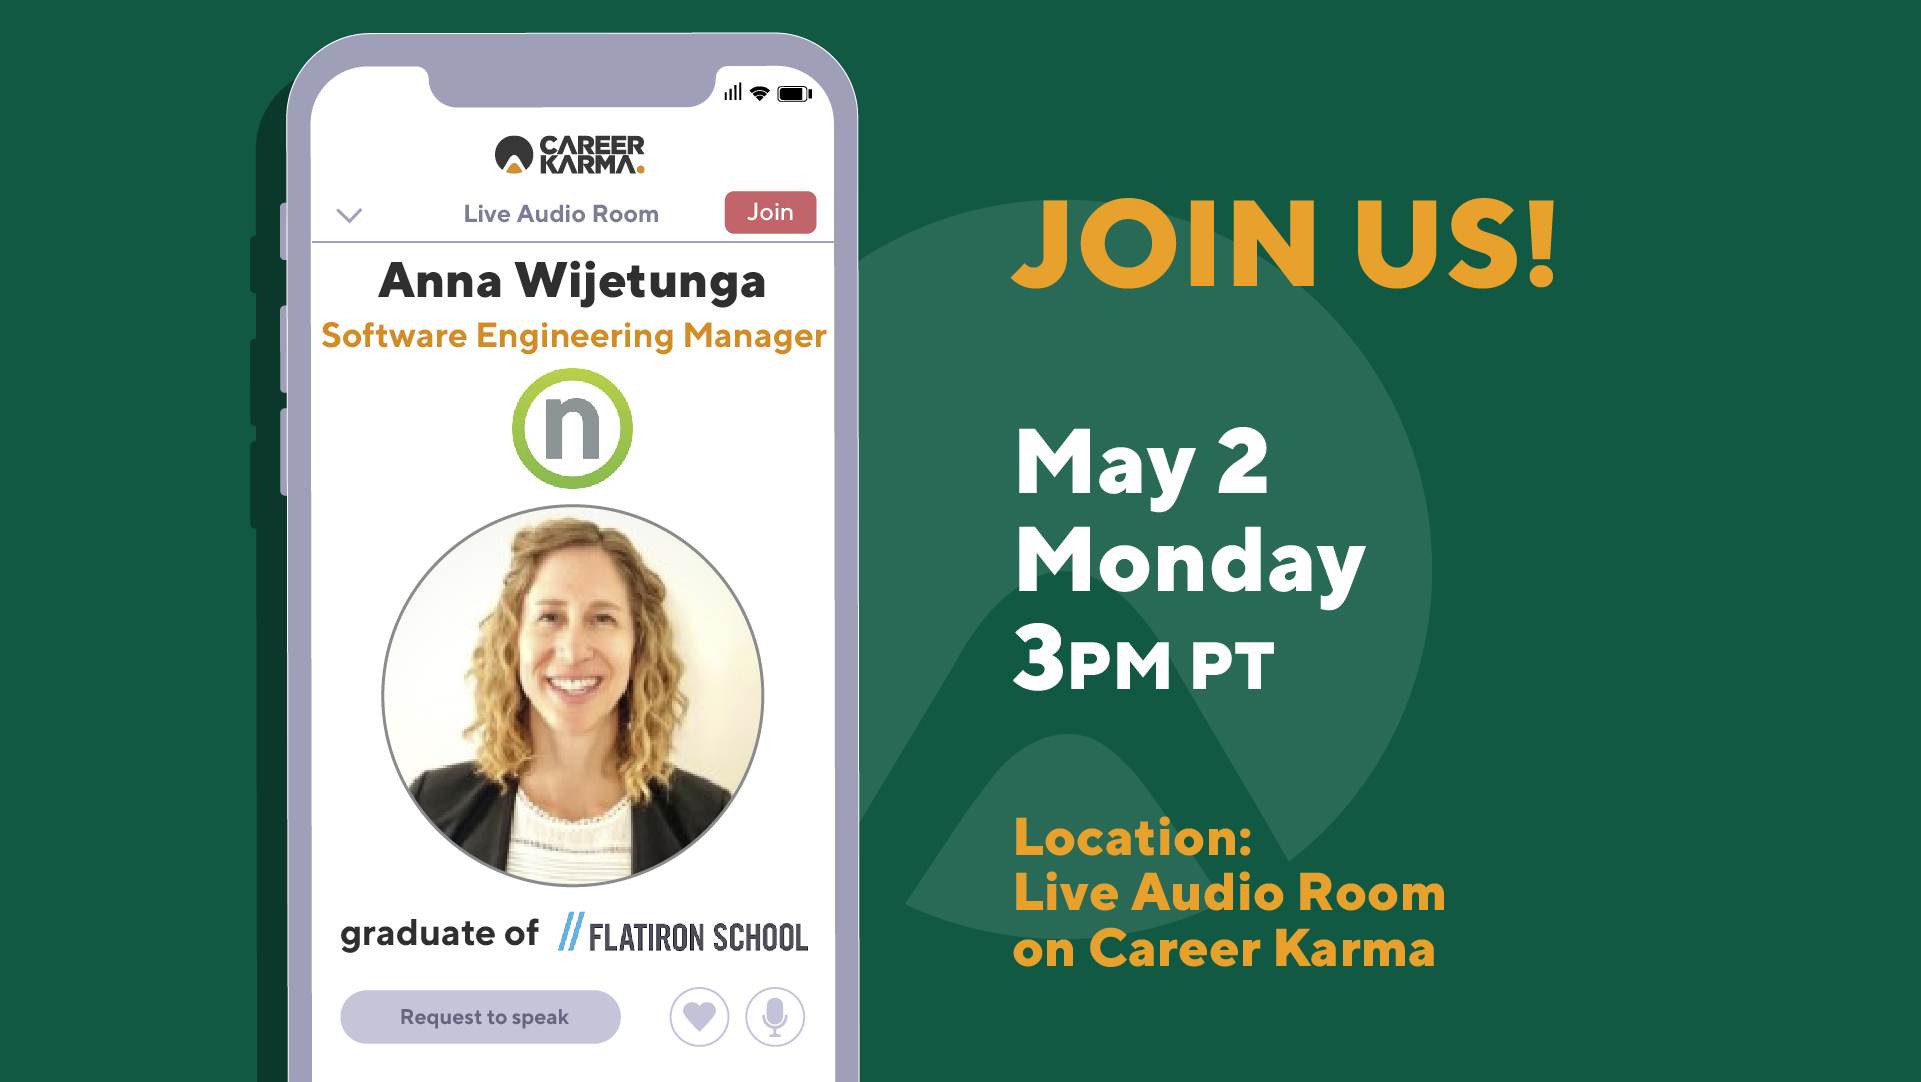 CAREER
KARMA.
Live Audio Room
Join
Anna Wijetunga
Software Engineering Manager
n
graduate of // FLATIRON SCHOOL
Request to speak
JOIN US!
May 2
Monday
3PM PT
Location:
Live Audio Room
on Career Karma